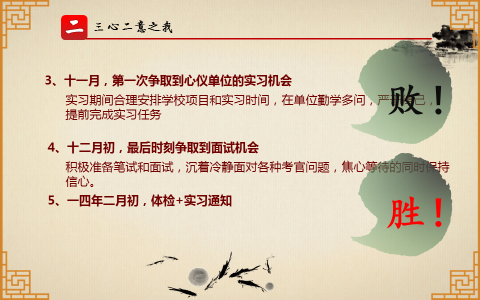 二 三心二意之我
3、十一月，第一次争取到心仪单位的实习机会
实习期间合理安排学校项目和实习时间，在单位勤学多问，严 己，
提前完成实习任务
败！
4、十二月初，最后时刻争取到面试机会
积极准备笔试和面试，沉着冷静面对各种考官问题，焦心等待的同时保持
信心。
5、一四年二月初，体检+实习通知
胜！